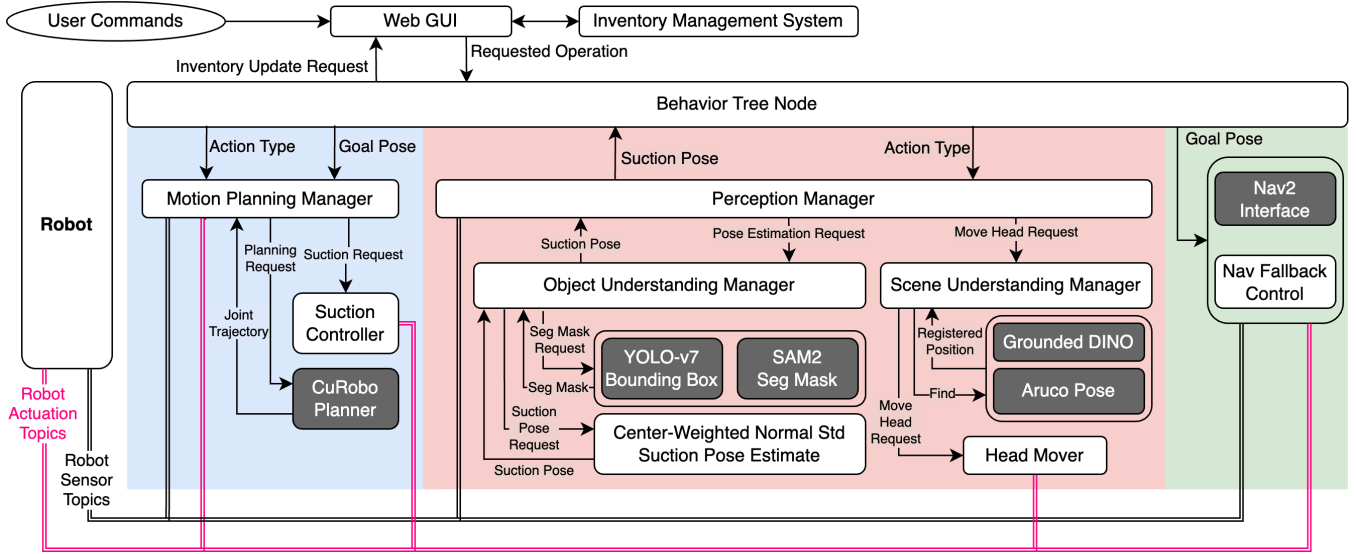 User Commands
Web GUI
Inventory Management System
Inventory Update Request
Requested Operation
Robot
Behavior Tree Node
Action Type
Goal Pose
Suction Pose
Action Type
Goal Pose
Motion Planning Manager
Perception Manager
Nav2
Interface
Nav Fallback
Control
Planning
Request
Suction Request
Joint
Trajectory
Suction
Controller
CuRobo
Planner
Suction Pose
Pose Estimation Request
Move Head Request
Object Understanding Manager
Scene Understanding Manager
Seg Mask
Request
Seg Mask
YOLO-v7
Bounding Box
SAM2
Seg Mask
Suction
Pose
Request
Suction Pose
Center-Weighted Normal Std
Suction Pose Estimate
Registered
Position
Find
Grounded DINO
Aruco Pose
Move
Head
Request
Head Mover
Robot
Actuation
Topics
Robot
Sensor
Topics